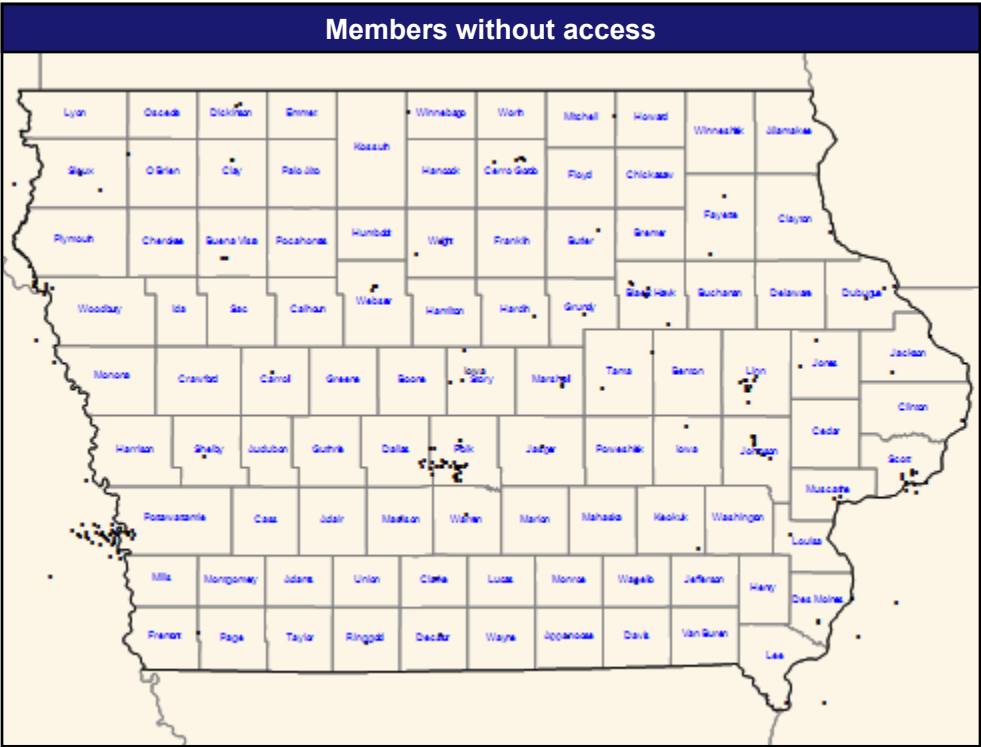 Members without access
Lyon Osceola Dickinson Emmet Winnebago Worth Mitchell Howard Winneshiek Allamakee
Kossuth
Sioux O'Brien Clay Palo Alto Hancock Cerro Gordo Floyd Chickasaw
Fayette Clayton
Plymouth Cherokee Buena Vista Pocahontas Humboldt Wright Franklin Butler Bremer
Woodbury Ida Sac Calhoun Webster Hamilton Hardin Grundy Black Hawk Buchanan Delaware Dubuque
Monona Crawford Carroll Greene Boone Iowa Story Marshall Tama Benton Linn Jones Jackson
Clinton
Harrison Shelby Audubon Guthrie Dallas Polk Jasper Poweshiek Iowa Johnson Cedar
Scott
Muscatine
Pottawattamie Cass Adair Madison Warren Marion Mahaska Keokuk Washington
Louisa
Mills Montgomery Adams Union Clarke Lucas Monroe Wapello Jefferson Henry
Des Moines
Fremont Page Taylor Ringgold Decatur Wayne Appanoose Davis Van Buren
Lee